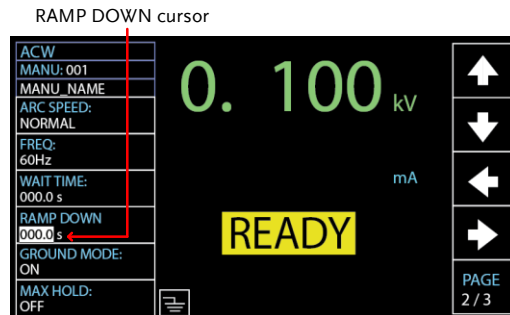 RAMP DOWN cursor
ACW
MANU: 001
MANU_NAME
ARC SPEED:
NORMAL
FREQ:
60Hz
WAIT TIME:
000.0 s
RAMP DOWN
000.0 s
GROUND MODE:
ON
MAX HOLD:
OFF
0. 100 kV
mA
READY
PAGE
2 / 3